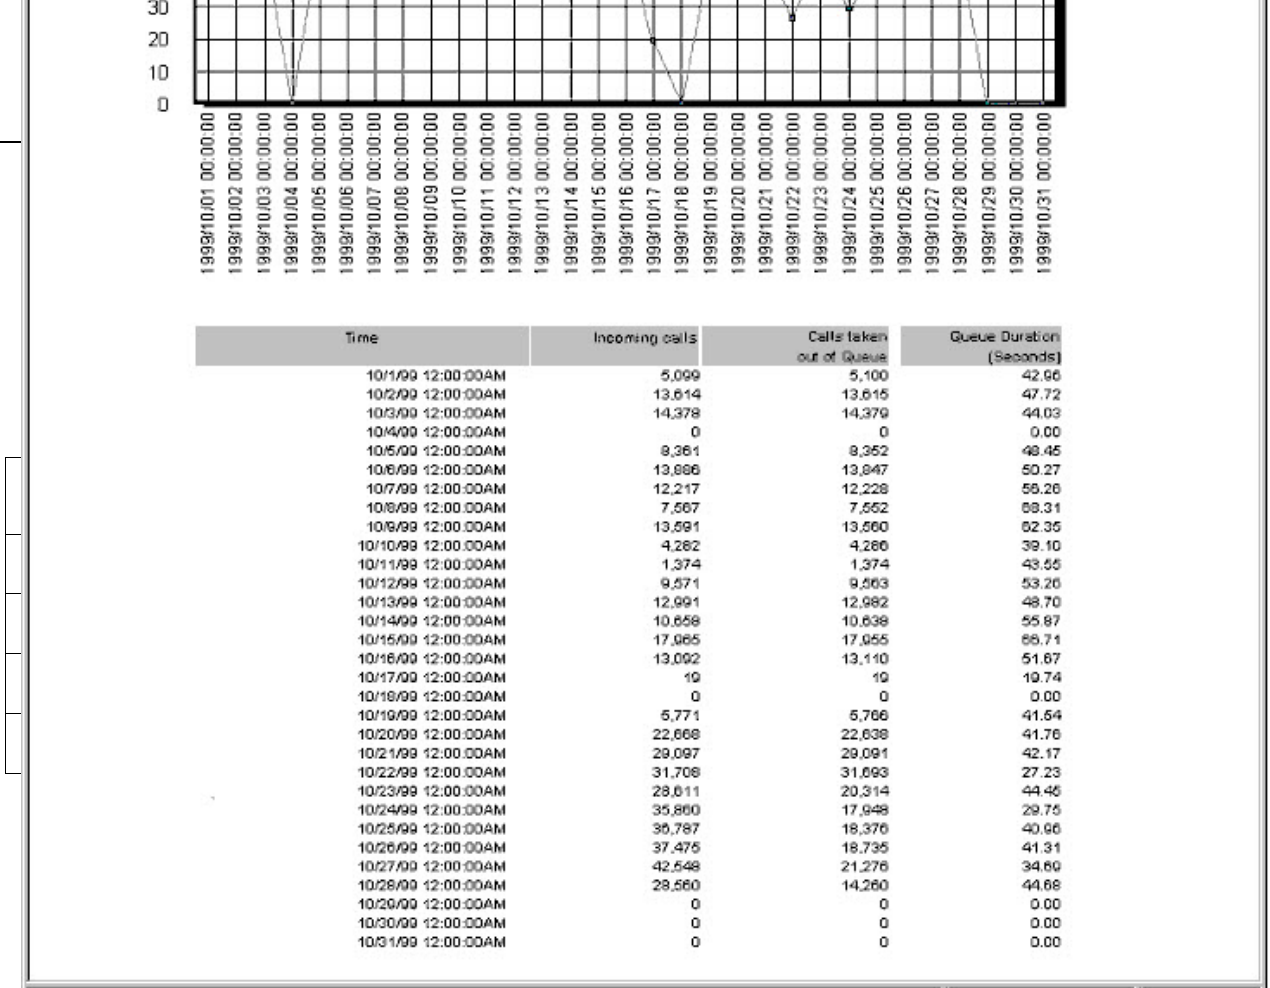 30
20
10
0
1999/10/01 00:00:00
1999/10/02 00:00:00
1999/10/03 00:00:00
1999/10/04 00:00:00
1999/10/05 00:00:00
1999/10/06 00:00:00
1999/10/07 00:00:00
1999/10/08 00:00:00
1999/10/09 00:00:00
1999/10/10 00:00:00
1999/10/11 00:00:00
1999/10/12 00:00:00
1999/10/13 00:00:00
1999/10/14 00:00:00
1999/10/15 00:00:00
1999/10/16 00:00:00
1999/10/17 00:00:00
1999/10/18 00:00:00
1999/10/19 00:00:00
1999/10/20 00:00:00
1999/10/21 00:00:00
1999/10/22 00:00:00
1999/10/23 00:00:00
1999/10/24 00:00:00
1999/10/25 00:00:00
1999/10/26 00:00:00
1999/10/27 00:00:00
1999/10/28 00:00:00
1999/10/29 00:00:00
1999/10/30 00:00:00
1999/10/31 00:00:00
Time Incoming calls Calls taken Queue Duration
out of Queue (Seconds)
10/1/99 12:00:00AM 5,099 5,100 42.96
10/2/99 12:00:00AM 13,614 13,615 47.72
10/3/99 12:00:00AM 14,378 14,379 44.03
10/4/99 12:00:00AM 0 0 0.00
10/5/99 12:00:00AM 8,361 8,352 48.45
10/6/99 12:00:00AM 13,886 13,847 50.27
10/7/99 12:00:00AM 12,217 12,228 56.26
10/8/99 12:00:00AM 7,567 7,552 68.31
10/9/99 12:00:00AM 13,591 13,560 62.35
10/10/99 12:00:00AM 4,282 4,286 39.10
10/11/99 12:00:00AM 1,374 1,374 43.55
10/12/99 12:00:00AM 9,571 9,563 53.26
10/13/99 12:00:00AM 12,991 12,982 48.70
10/14/99 12:00:00AM 10,658 10,638 55.87
10/15/99 12:00:00AM 17,965 17,955 66.71
10/16/99 12:00:00AM 13,092 13,110 51.67
10/17/99 12:00:00AM 19 19 19.74
10/18/99 12:00:00AM 0 0 0.00
10/19/99 12:00:00AM 5,771 5,766 41.54
10/20/99 12:00:00AM 22,668 22,638 41.76
10/21/99 12:00:00AM 29,097 29,091 42.17
10/22/99 12:00:00AM 31,708 31,693 27.23
10/23/99 12:00:00AM 28,611 20,314 44.45
10/24/99 12:00:00AM 35,860 17,948 29.75
10/25/99 12:00:00AM 36,787 18,376 40.96
10/26/99 12:00:00AM 37,475 18,735 41.31
10/27/99 12:00:00AM 42,548 21,276 34.69
10/28/99 12:00:00AM 28,560 14,260 44.68
10/29/99 12:00:00AM 0 0 0.00
10/30/99 12:00:00AM 0 0 0.00
10/31/99 12:00:00AM 0 0 0.00